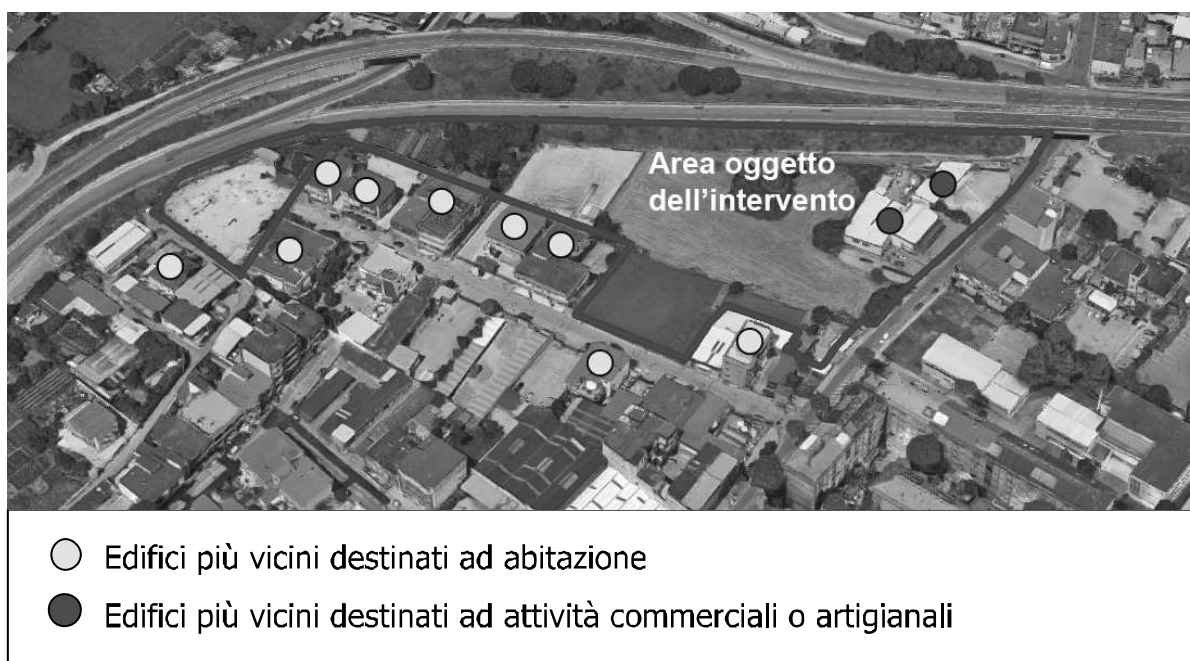 Area oggetto
dell'intervento
Edifici più vicini destinati ad abitazione
Edifici più vicini destinati ad attività commerciali o artigianali